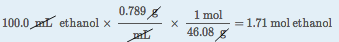 100.0 mL ethanol × 0.789 g / mL × 1 mol / 46.08 g = 1.71 mol ethanol